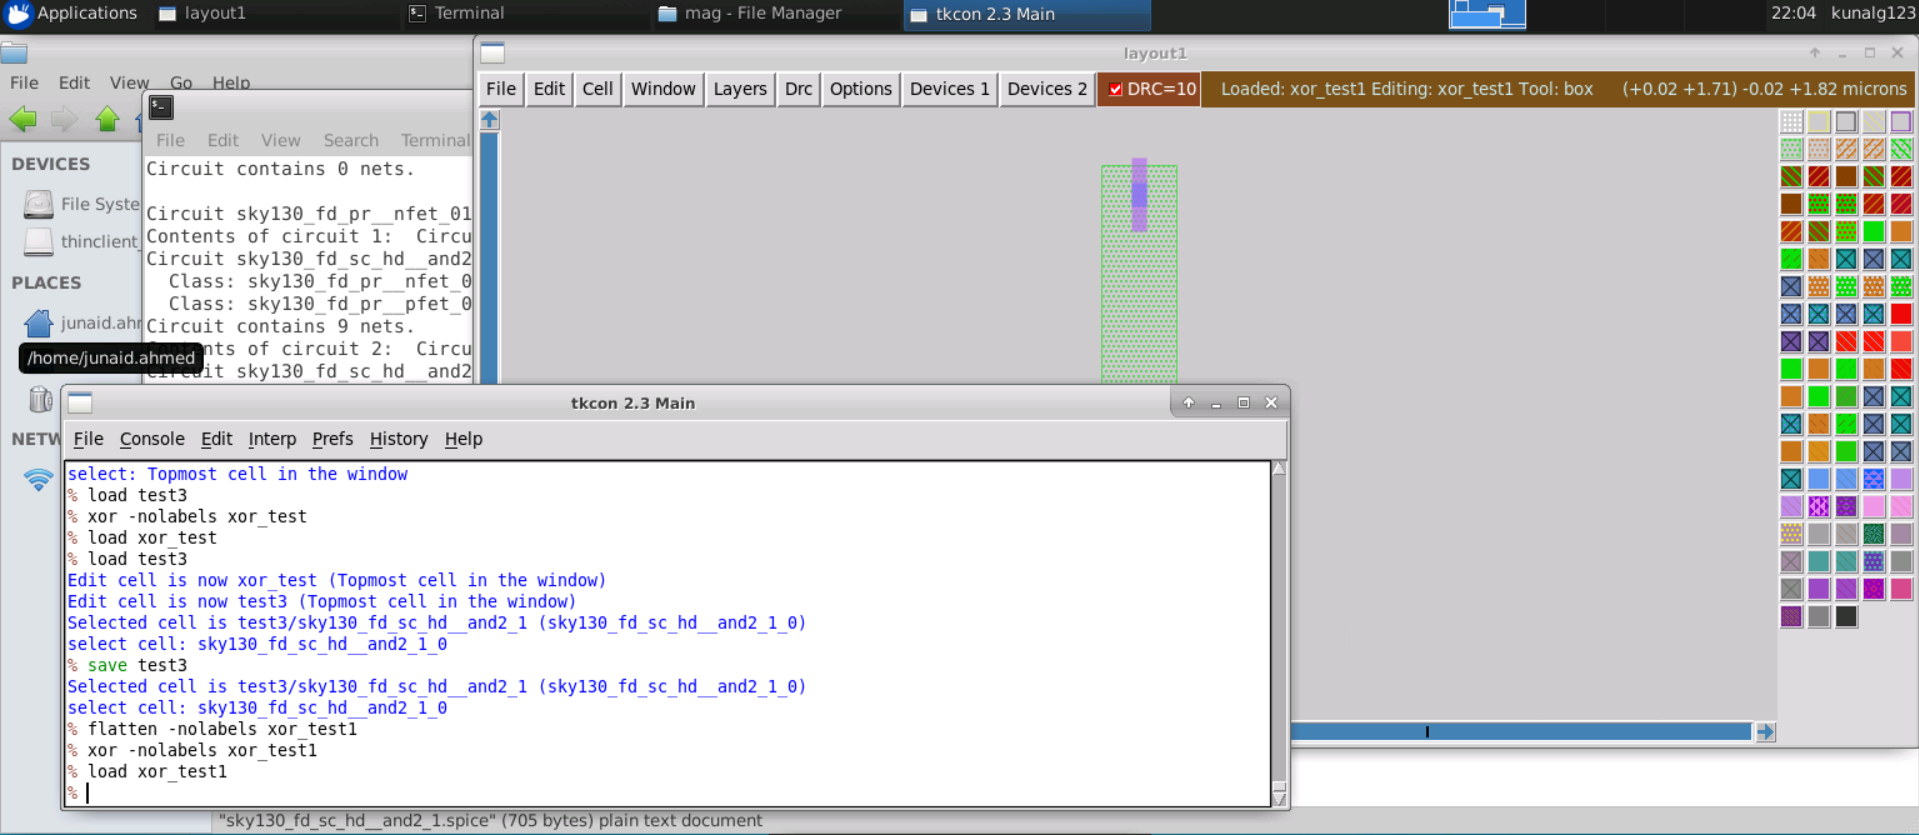 Applications
layout1
Terminal
mag - File Manager
tkcon 2.3 Main
22:04
kunalg123
File Edit View Go Help
DEVICES
File Syste
thinclient_
PLACES
junaid.ahr
/home/junaid.ahmed
NETW
File Edit View Search Terminal
Circuit contains 0 nets.
Circuit sky130_fd_pr__nfet_01
Contents of circuit 1:  Circu
Circuit sky130_fd_sc_hd__and2
Class: sky130_fd_pr__nfet_0
Class: sky130_fd_pr__pfet_0
Circuit contains 9 nets.
nts of circuit 2:  Circu
Circuit sky130_fd_sc_hd__and2
layout1
File Edit Cell Window Layers Drc Options Devices 1 Devices 2 DRC=10 Loaded: xor_test1 Editing: xor_test1 Tool: box (+0.02 +1.71) -0.02 +1.82 microns
tkcon 2.3 Main
File Console Edit Interp Prefs History Help
select: Topmost cell in the window
% load test3
% xor -nolabels xor_test
% load xor_test
% load test3
Edit cell is now xor_test (Topmost cell in the window)
Edit cell is now test3 (Topmost cell in the window)
Selected cell is test3/sky130_fd_sc_hd__and2_1 (sky130_fd_sc_hd__and2_1_0)
select cell: sky130_fd_sc_hd__and2_1_0
% save test3
Selected cell is test3/sky130_fd_sc_hd__and2_1 (sky130_fd_sc_hd__and2_1_0)
select cell: sky130_fd_sc_hd__and2_1_0
% flatten -nolabels xor_test1
% xor -nolabels xor_test1
% load xor_test1
%
"sky130_fd_sc_hd__and2_1.spice" (705 bytes) plain text document